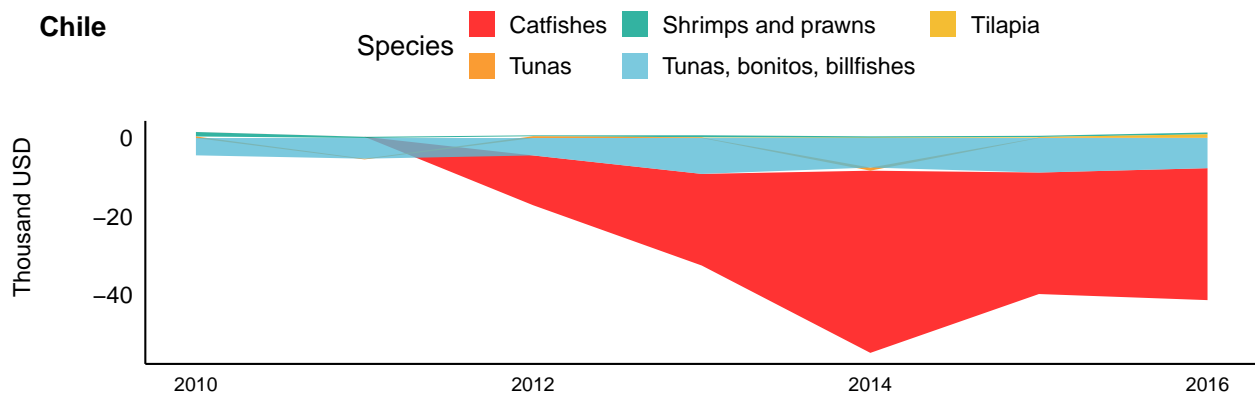 Chile
Species
Catfishes
Shrimps and prawns
Tilapia
Tunas
Tunas, bonitos, billfishes
Thousand USD
0
−20
−40
2010
2012
2014
2016